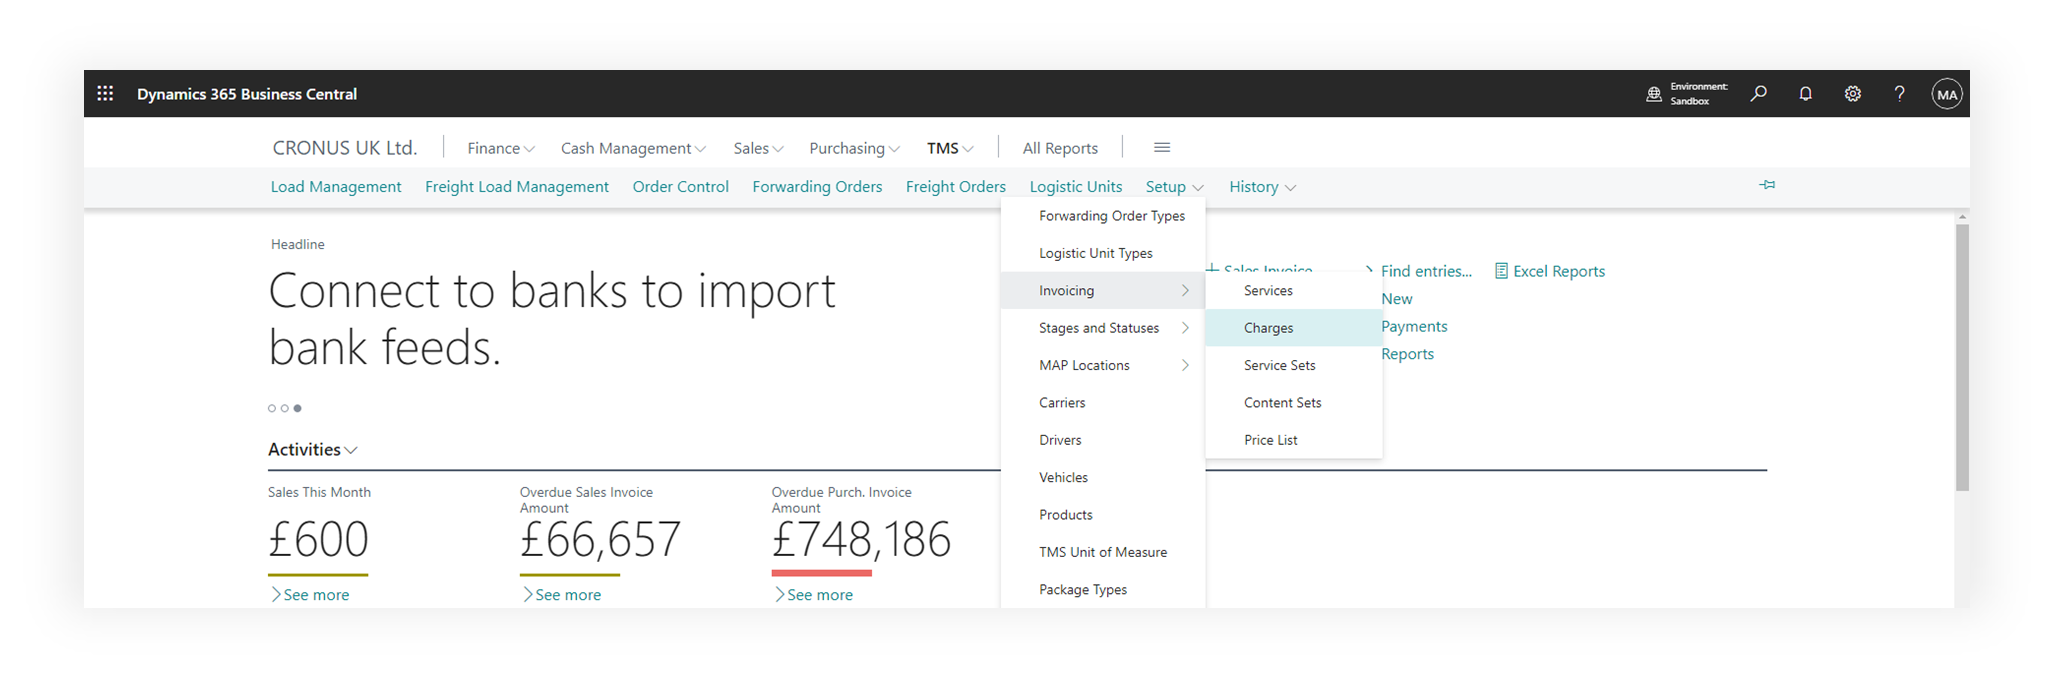 Dynamics 365 Business Central
Environment:
Sandbox
?
MA
CRONUS UK Ltd.
Finance
Cash Management
Sales
Purchasing
TMS
All Reports
Load Management
Freight Load Management
Order Control
Forwarding Orders
Freight Orders
Logistic Units
Setup
History
Forwarding Order Types
Logistic Unit Types
Invoicing
Stages and Statuses
MAP Locations
Carriers
Drivers
Vehicles
Products
TMS Unit of Measure
Package Types
Services
Charges
Service Sets
Content Sets
Price List
Headline
Connect to banks to import
bank feeds.
+ Sales Invoice
Find entries...
New
Payments
Reports
Excel Reports
Activities
Sales This Month
£600
See more
Overdue Sales Invoice
Amount
£66,657
See more
Overdue Purch. Invoice
Amount
£748,186
See more